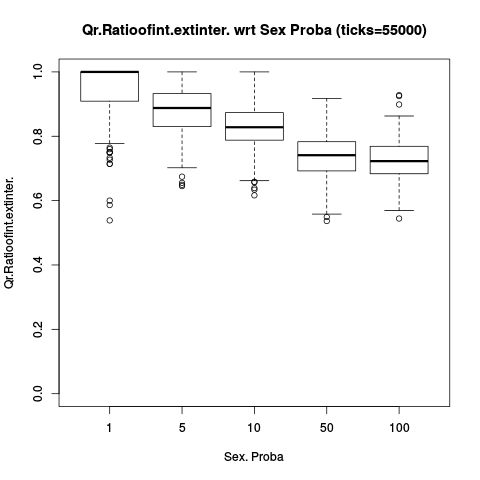 Qr.Ratioofint.extinter. wrt Sex Proba (ticks=55000)
Qr.Ratioofint.extinter.
1.0
0.8
0.6
0.4
0.2
0.0
1 5 10 50 100
Sex. Proba